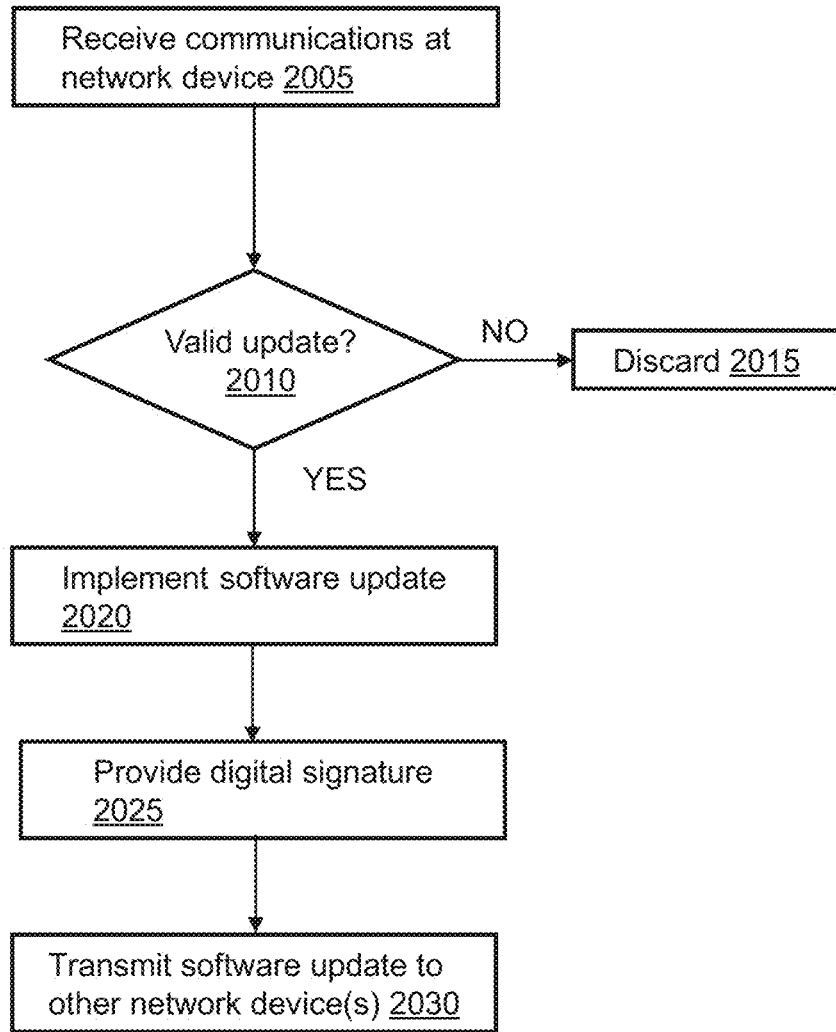 Receive communications at
network device 2005
Valid update?
2010
NO
Discard 2015
YES
Implement software update
2020
Provide digital signature
2025
Transmit software update to
other network device(s) 2030